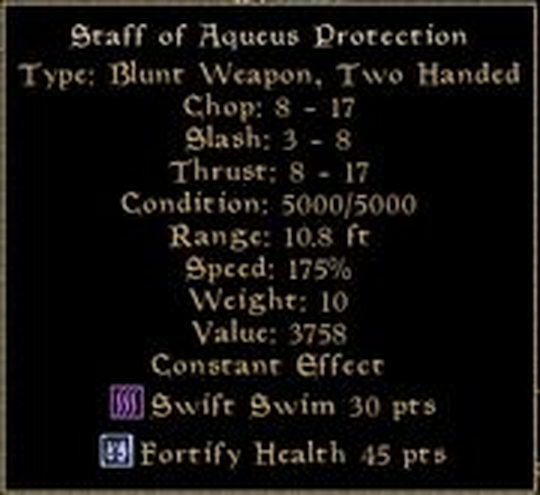 Staff of Aqueus Protection
Type: Blunt Weapon, Two Handed
Chop: 8 - 17
Slash: 3 - 8
Thrust: 8 - 17
Condition: 5000/5000
Range: 10.8 ft
Speed: 175%
Weight: 10
Value: 3758
Constant Effect
Swift Swim 30 pts
Fortify Health 45 pts